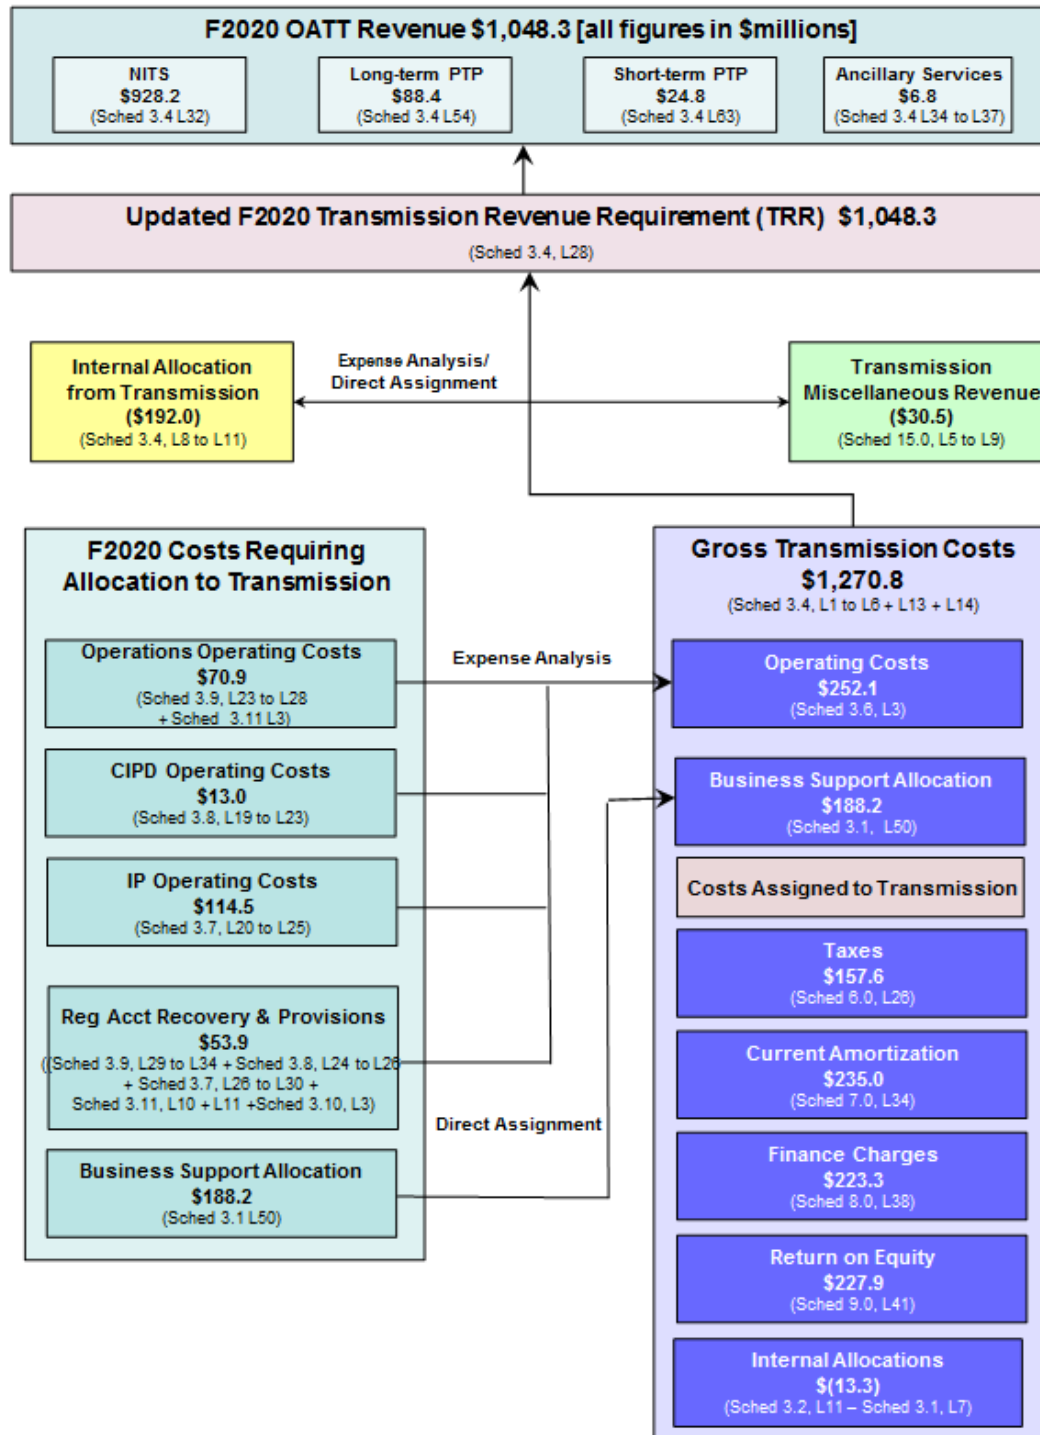 F2020 OATT Revenue $1,048.3 [all figures in $millions]
NITS
$928.2
(Sched 3.4 L32)
Long-term PTP
$88.4
(Sched 3.4 L54)
Short-term PTP
$24.8
(Sched 3.4 L63)
Ancillary Services
$6.8
(Sched 3.4 L34 to L37)
Updated F2020 Transmission Revenue Requirement (TRR) $1,048.3
(Sched 3.4, L28)
Internal Allocation
from Transmission
($192.0)
(Sched 3.4, L8 to L11)
Expense Analysis/
Direct Assignment
Transmission
Miscellaneous Revenue
($30.5)
(Sched 15.0, L5 to L9)
F2020 Costs Requiring
Allocation to Transmission
Operations Operating Costs
$70.9
(Sched 3.9, L23 to L28
+ Sched 3.11 L3)
CIPD Operating Costs
$13.0
(Sched 3.8, L19 to L23)
IP Operating Costs
$114.5
(Sched 3.7, L20 to L25)
Reg Acct Recovery & Provisions
$53.9
((Sched 3.9, L29 to L34 + Sched 3.8, L24 to L26
+ Sched 3.7, L26 to L30 +
Sched 3.11, L10 + L11 +Sched 3.10, L3)
Business Support Allocation
$188.2
(Sched 3.1 L50)
Expense Analysis
Direct Assignment
Gross Transmission Costs
$1,270.8
(Sched 3.4, L1 to L6 + L13 + L14)
Operating Costs
$252.1
(Sched 3.6, L3)
Business Support Allocation
$188.2
(Sched 3.1, L50)
Costs Assigned to Transmission
Taxes
$157.6
(Sched 6.0, L26)
Current Amortization
$235.0
(Sched 7.0, L34)
Finance Charges
$223.3
(Sched 8.0, L38)
Return on Equity
$227.9
(Sched 9.0, L41)
Internal Allocations
$(13.3)
(Sched 3.2, L11 – Sched 3.1, L7)